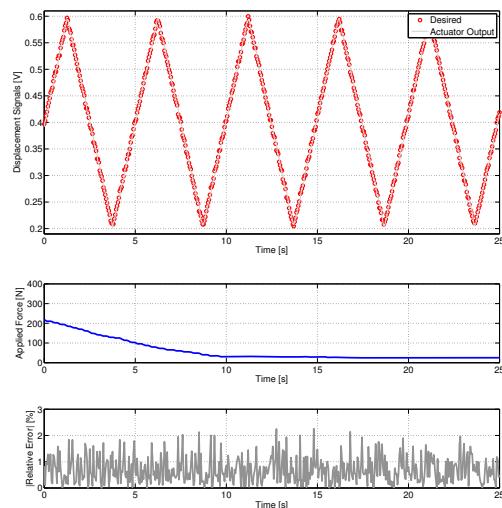 0.6
0.55
0.5
0.45
0.4
0.35
0.3
0.25
0.2
Displacement Signals [V]
Desired
Actuator Output
0 5 10 15 20 25
Time [s]
400
300
200
100
0
Applied Force [N]
0 5 10 15 20 25
Time [s]
3
2
1
0
|Relative Error| [%]
0 5 10 15 20 25
Time [s]